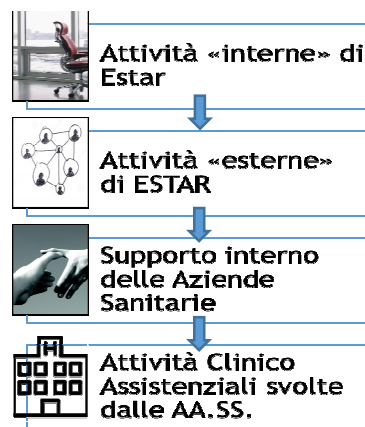 Attività «interne» di
Estar
Attività «esterne»
di ESTAR
Supporto interno
delle Aziende
Sanitarie
H
Attività Clinico
Assistenziali svolte
dalle AA.SS.